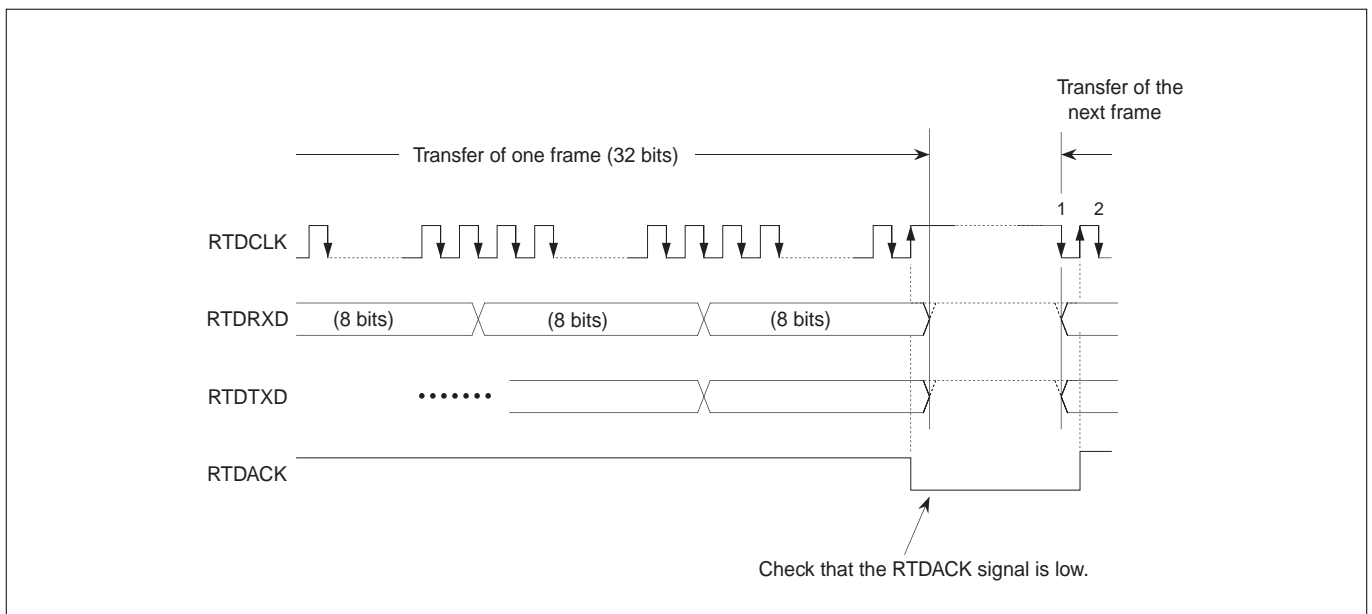 Transfer of the
next frame
Transfer of one frame (32 bits)
1 2
RTDCLK
RTDRXD (8 bits) (8 bits) (8 bits)
RTDTXD
RTDACK
Check that the RTDACK signal is low.